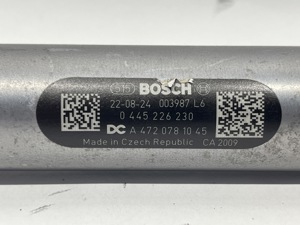 BOSCH
22-08-24 003987 L6
0 445 226 230
DC A 472 078 10 45
Made in Czech Republic CA 2009